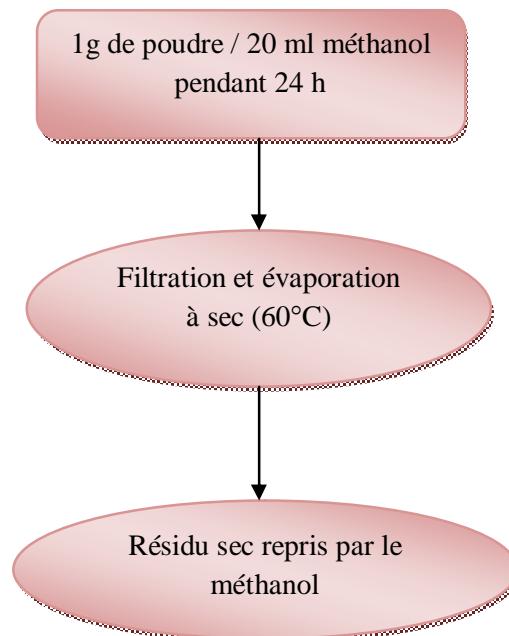 1g de poudre / 20 ml méthanol
pendant 24 h
Filtration et évaporation
à sec (60°C)
Résidu sec repris par le
méthanol